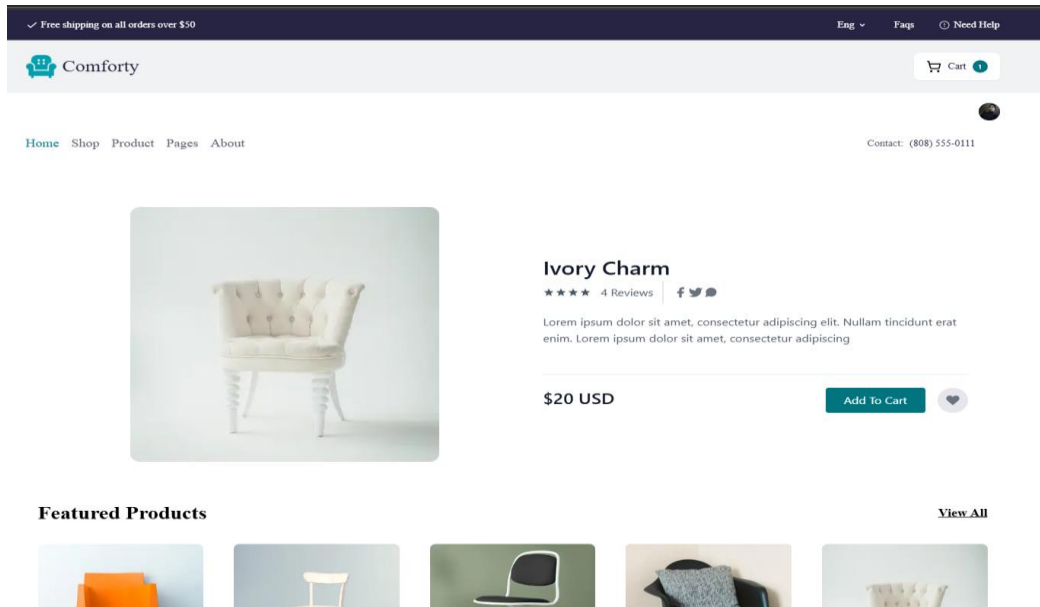 Free shipping on all orders over $50
Eng Faqs Need Help
Comforty
Cart 1
Home Shop Product Pages About
Contact: (808) 555-0111
Ivory Charm
4 Reviews
Lorem ipsum dolor sit amet, consectetur adipiscing elit. Nullam tincidunt erat
enim. Lorem ipsum dolor sit amet, consectetur adipiscing
$20 USD
Add To Cart
Featured Products
View All